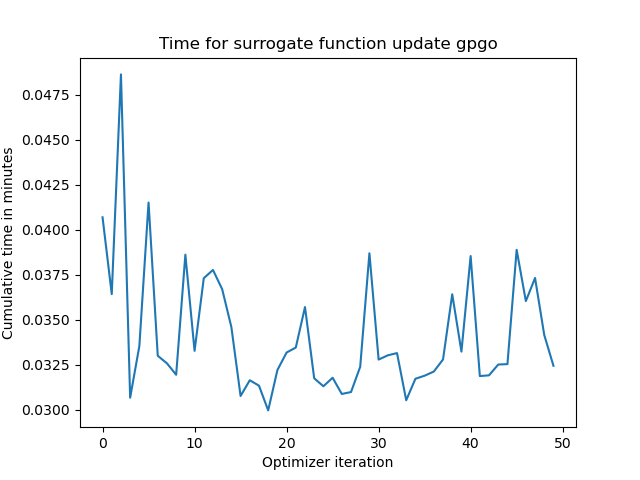 Time for surrogate function update gpgo
0.0475
0.0450
0.0425
0.0400
0.0375
0.0350
0.0325
0.0300
Cumulative time in minutes
0 10 20 30 40 50
Optimizer iteration